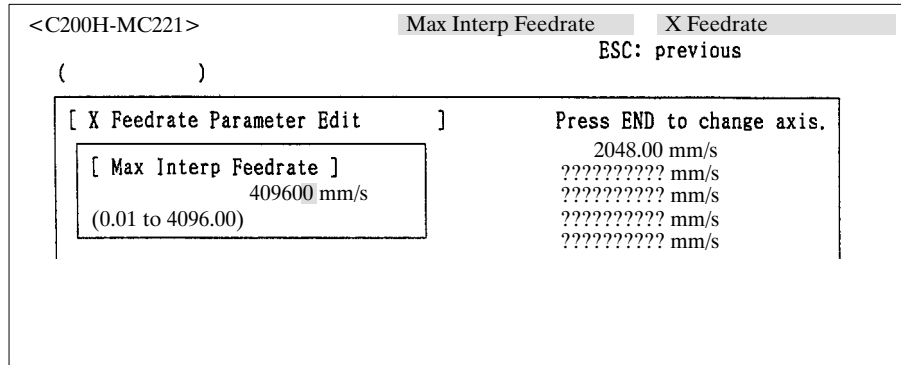 <C200H-MC221> Max Interp Feedrate X Feedrate
ESC: previous
( )
[ X Feedrate Parameter Edit ] Press END to change axis.
[ Max Interp Feedrate ] 2048.00 mm/s
409600 mm/s ?????????? mm/s
(0.01 to 4096.00) ?????????? mm/s
?????????? mm/s
?????????? mm/s